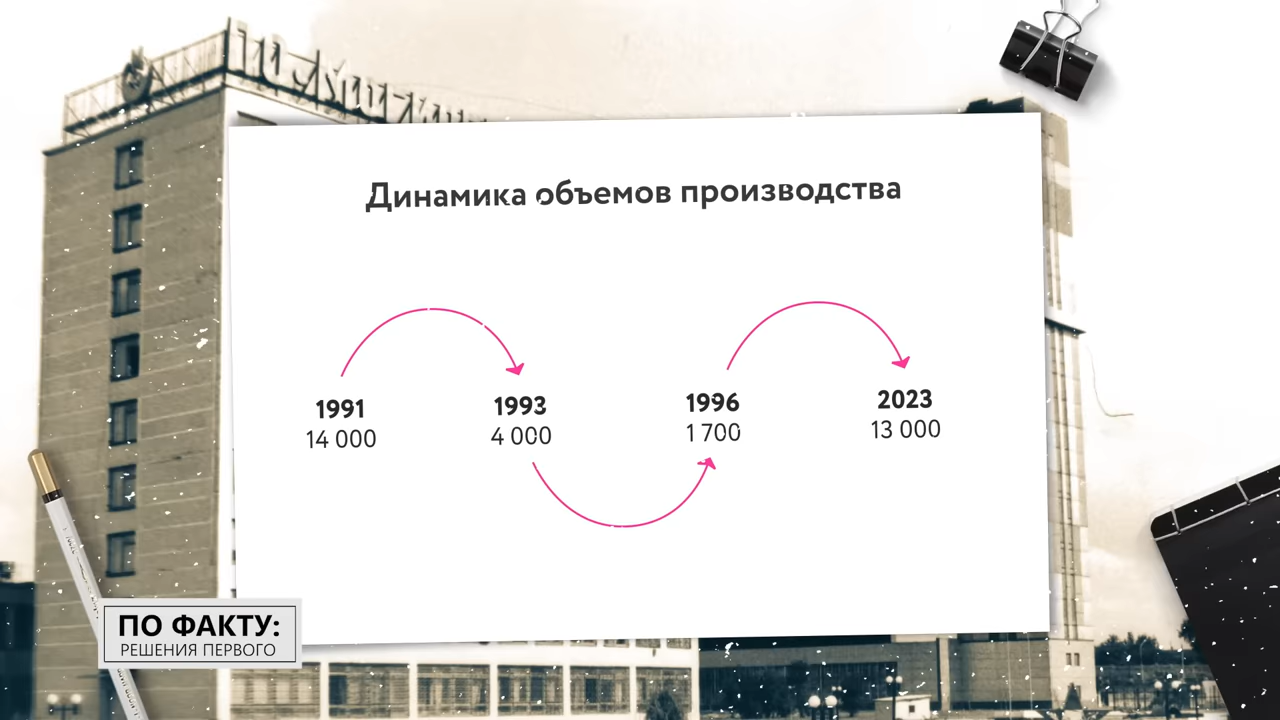 Динамика объемов производства
1991
14 000
1993
4 000
1996
1 700
2023
13 000
ПО ФАКТУ:
РЕШЕНИЯ ПЕРВОГО